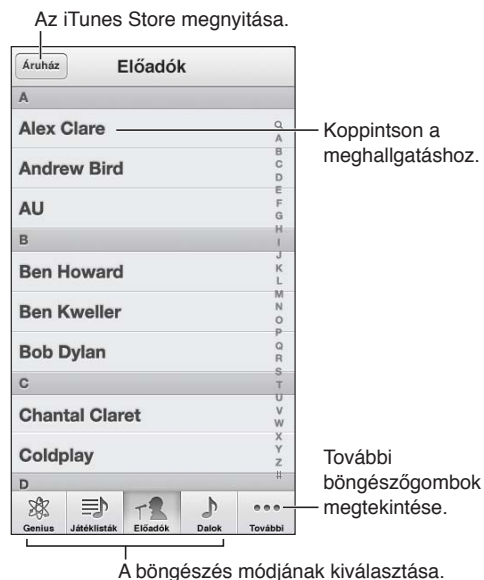 Az iTunes Store megnyitása.
Áruház
Előadók
A
Alex Clare
Koppintson a
meghallgatáshoz.
Andrew Bird
AU
B
Ben Howard
Ben Kweller
Bob Dylan
C
Chantal Claret
Coldplay
D
Q
A
B
C
D
E
F
G
H
I
J
K
L
M
N
O
P
Q
R
S
T
U
V
W
X
Y
Z
#
További
böngészőgombok
megtekintése.
Genius
Játéklisták
Előadók
Dalok
További
A böngészés módjának kiválasztása.